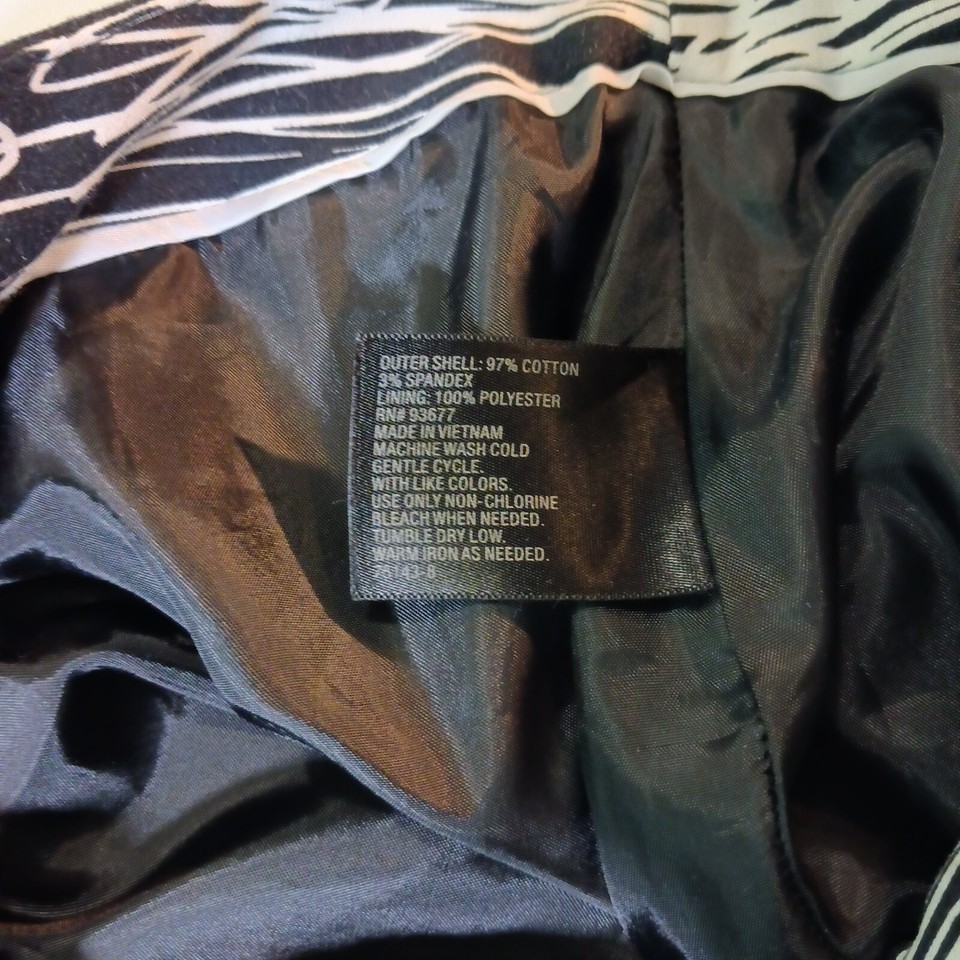 OUTER SHELL: 97% COTTON
3% SPANDEX
LINING: 100% POLYESTER
RN# 93677
MADE IN VIETNAM
MACHINE WASH COLD
GENTLE CYCLE.
WITH LIKE COLORS.
USE ONLY NON-CHLORINE
BLEACH WHEN NEEDED.
TUMBLE DRY LOW.
WARM IRON AS NEEDED.